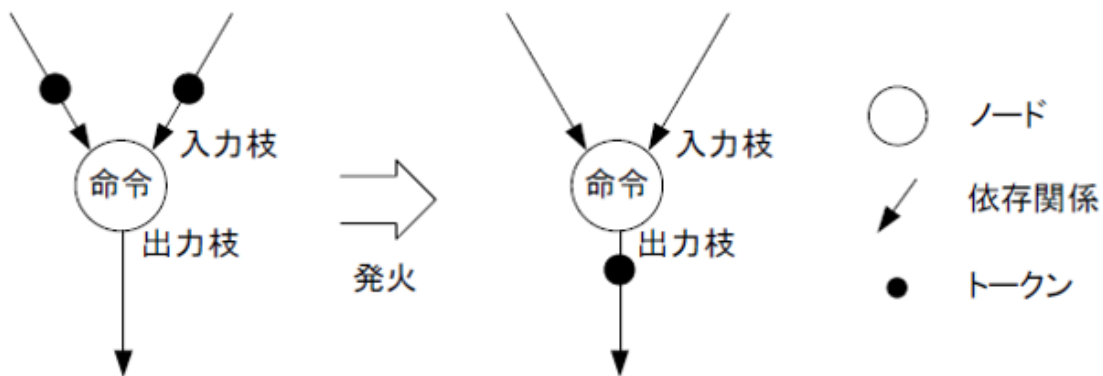 入力枝
命令
出力枝
発火
入力枝
命令
出力枝
ノード
依存関係
トークン